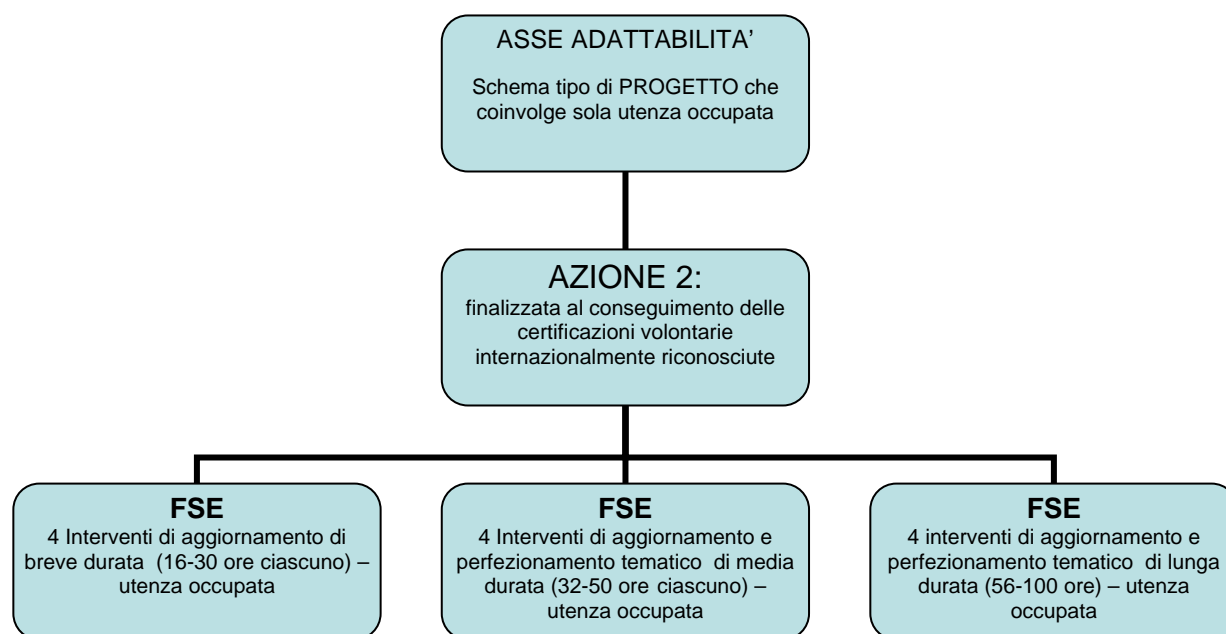 ASSE ADATTABILITA’
Schema tipo di PROGETTO che
coinvolge sola utenza occupata
AZIONE 2:
finalizzata al conseguimento delle
certificazioni volontarie
internazionalmente riconosciute
FSE
4 Interventi di aggiornamento di
breve durata (16-30 ore ciascuno) –
utenza occupata
FSE
4 Interventi di aggiornamento e
perfezionamento tematico di media
durata (32-50 ore ciascuno) –
utenza occupata
FSE
4 interventi di aggiornamento e
perfezionamento tematico di lunga
durata (56-100 ore) – utenza
occupata